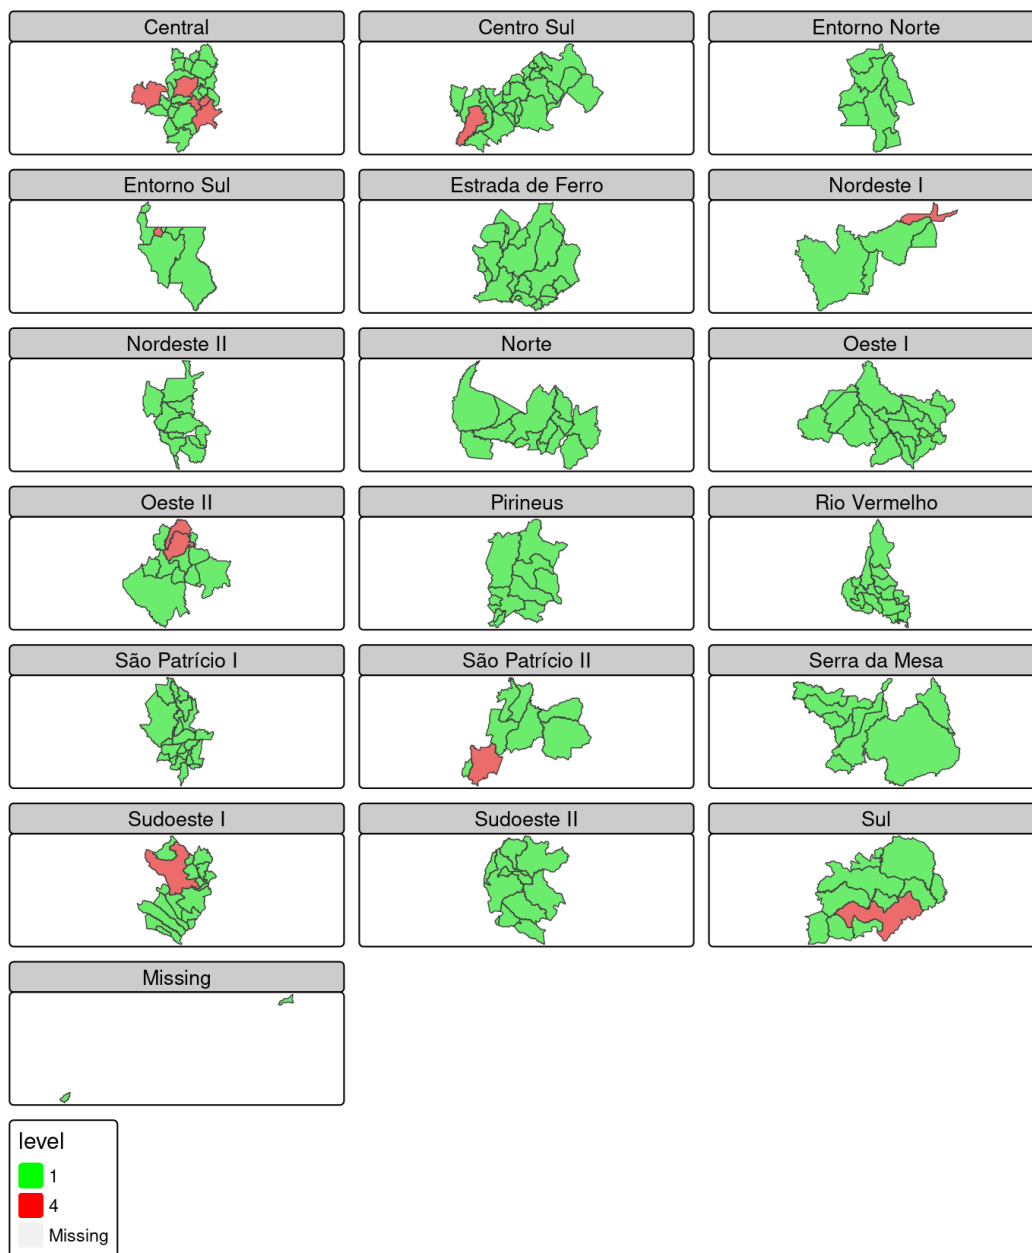 Central
Centro Sul
Entorno Norte
Entorno Sul
Estrada de Ferro
Nordeste I
Nordeste II
Norte
Oeste I
Oeste II
Pirineus
Rio Vermelho
São Patrício I
São Patrício II
Serra da Mesa
Sudoeste I
Sudoeste II
Sul
Missing
level
1
4
Missing